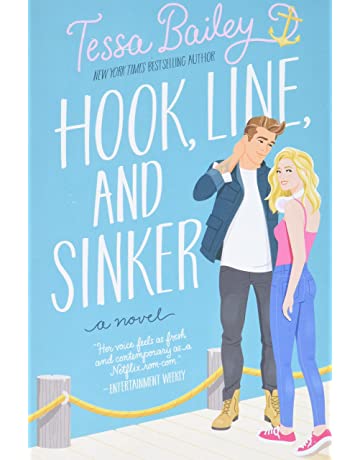 Tessa Bailey
NEW YORK TIMES BESTSELLING AUTHOR
HOOK, LINE,
AND
SINKER
a novel
"Her voice feels as fresh
and contemporary as a
Netflix rom-com."
—ENTERTAINMENT WEEKLY